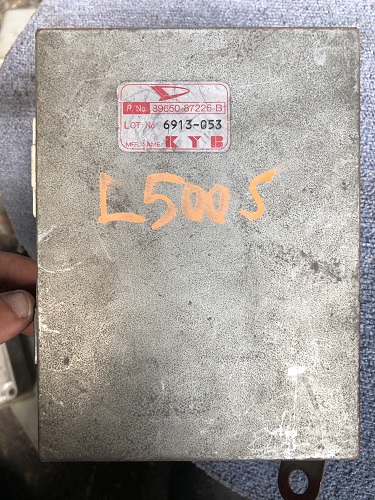 P. No. 89650-87226-B
LOT No 6913-053
MFR. NAME KYB
L500S